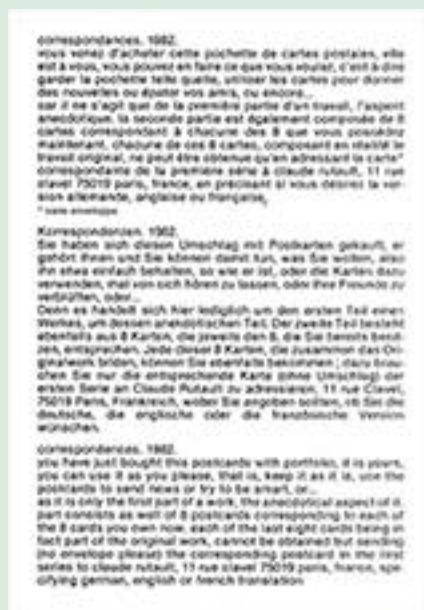 correspondances. 1982.
vous venez d'acheter cette pochette de cartes postales, elle
est à vous, vous pouvez en faire ce que vous voulez, c'est à dire
garder la pochette telle quelle, utiliser les cartes pour donner
des nouvelles ou épater vos amis, ou encore...
car il ne s'agit que de la première partie d'un travail, l'aspect
anecdotique. la seconde partie est également composée de 8
cartes correspondant à chacune des 8 que vous possédez
maintenant. chacune de ces 8 cartes, composant en réalité le
travail original, ne peut être obtenue qu'en adressant la carte*
correspondante de la première série à claude rutault, 11 rue
clavel 75019 paris, france, en précisant si vous désirez la ver-
sion allemande, anglaise ou française.
* sans enveloppe
Korrespondenzen. 1982.
Sie haben sich diesen Umschlag mit Postkarten gekauft, er
gehört Ihnen und Sie können damit tun, was Sie wollen, also
ihn etwa einfach behalten, so wie er ist, oder die Karten dazu
verwenden, mal von sich hören zu lassen, oder Ihre Freunde zu
verblüffen, oder...
Denn es handelt sich hier lediglich um den ersten Teil eines
Werkes, um dessen anekdotischen Teil. Der zweite Teil besteht
ebenfalls aus 8 Karten, die jeweils den 8, die Sie bereits besit-
zen, entsprechen. Jede dieser 8 Karten, die zusammen das Ori-
ginalwerk bilden, können Sie ebenfalls bekommen ; dazu brau-
chen Sie nur die entsprechende Karte (ohne Umschlag) der
ersten Serie an Claude Rutault zu adressieren, 11 rue Clavel,
75019 Paris, Frankreich, wobei Sie angeben sollten, ob Sie die
deutsche, die englische oder die französische Version
wünschen.
correspondences. 1982.
you have just bought this postcards with portfolio, it is yours,
you can use it as you please, that is, keep it as it is, use the
postcards to send news or try to be smart, or...
as it is only the first part of a work, the anecdotical aspect of it.
part consists as well of 8 postcards corresponding to each of
the 8 cards you own now. each of the last eight cards being in
fact part of the original work, cannot be obtained but sending
(no envelope please) the corresponding postcard in the first
series to claude rutault, 11 rue clavel 75019 paris, france, spe-
cifying german, english or french translation